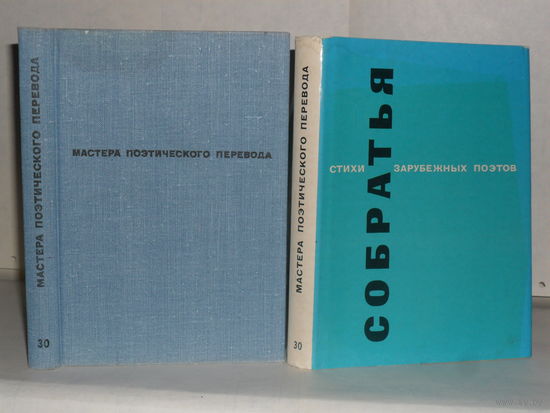 МАСТЕРА ПОЭТИЧЕСКОГО ПЕРЕВОДА
30
МАСТЕРА ПОЭТИЧЕСКОГО ПЕРЕВОДА
МАСТЕРА ПОЭТИЧЕСКОГО ПЕРЕВОДА
30
СОБРАТЬЯ
СТИХИ ЗАРУБЕЖНЫХ ПОЭТОВ